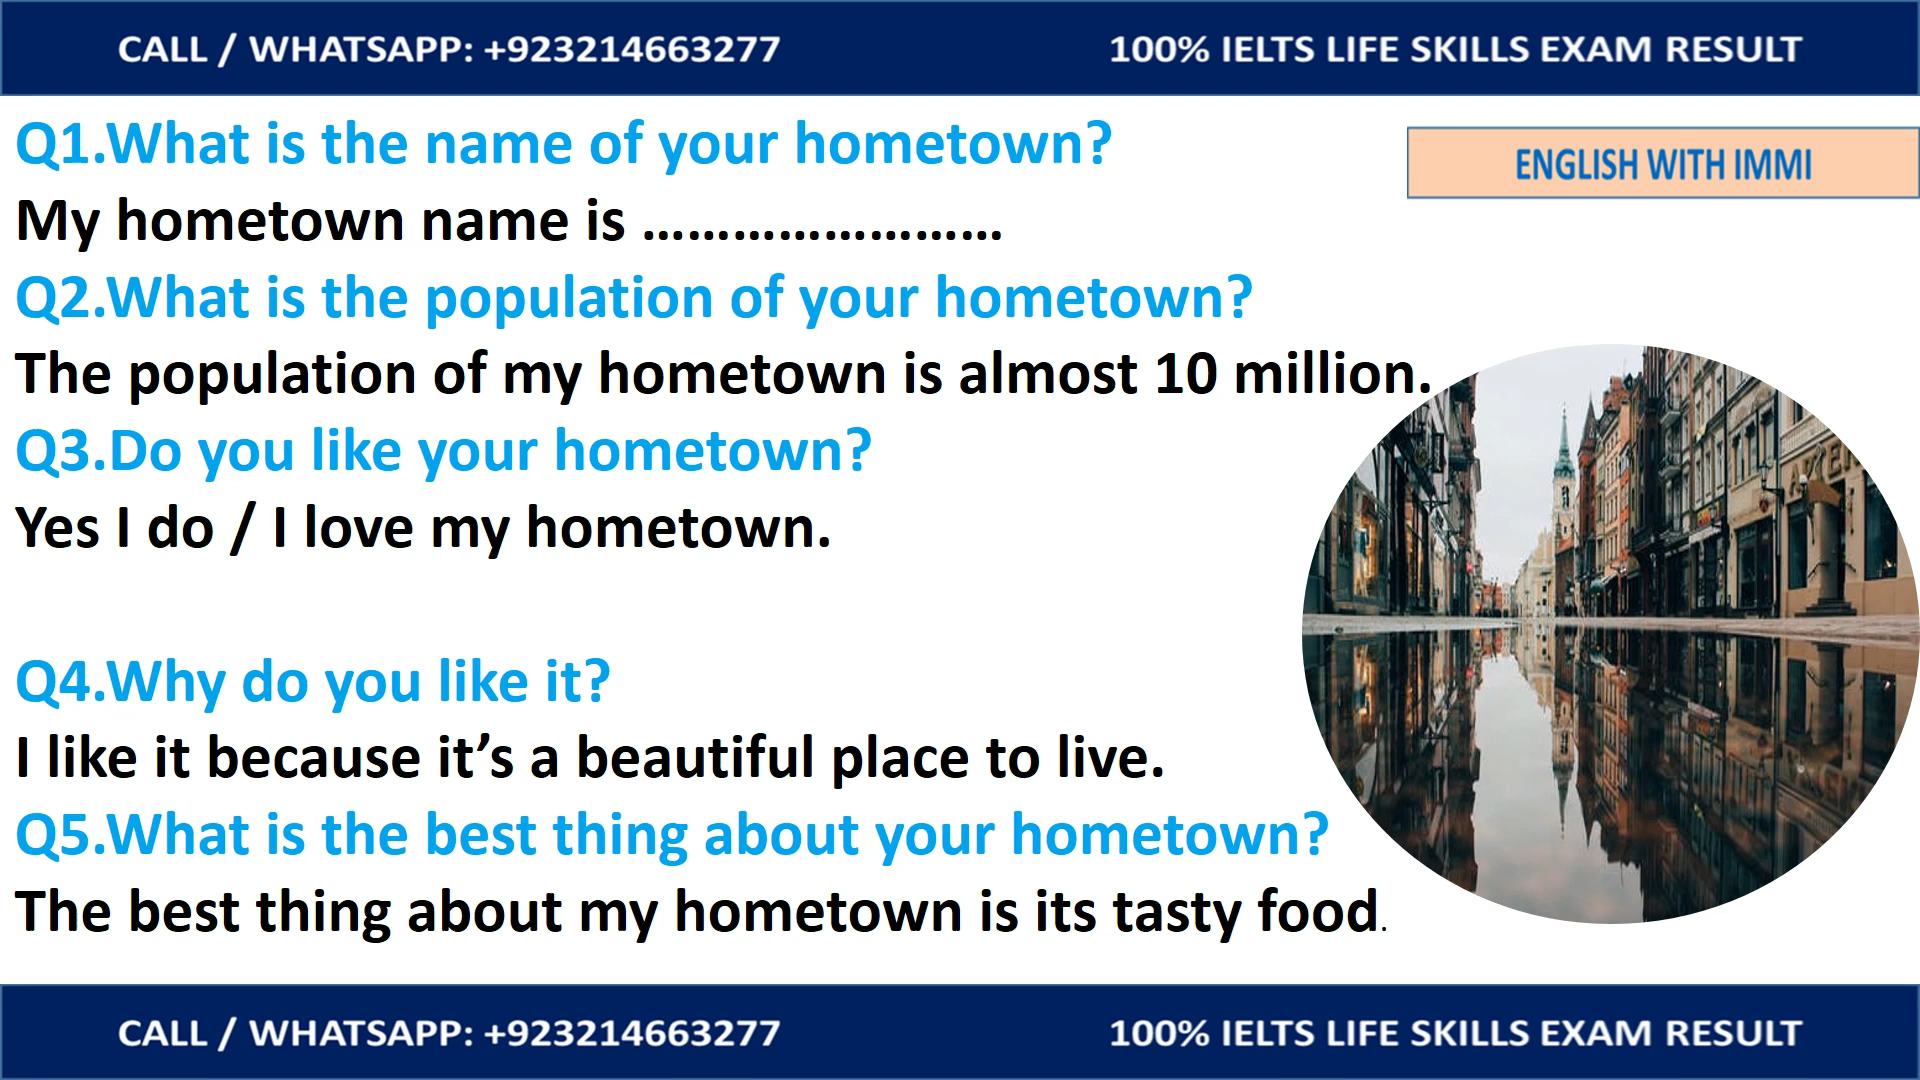 CALL / WHATSAPP: +923214663277
100% IELTS LIFE SKILLS EXAM RESULT
Q1.What is the name of your hometown?
ENGLISH WITH IMMI
My hometown name is ……………………
Q2.What is the population of your hometown?
The population of my hometown is almost 10 million.
Q3.Do you like your hometown?
Yes I do / I love my hometown.
Q4.Why do you like it?
I like it because it’s a beautiful place to live.
Q5.What is the best thing about your hometown?
The best thing about my hometown is its tasty food.
CALL / WHATSAPP: +923214663277
100% IELTS LIFE SKILLS EXAM RESULT